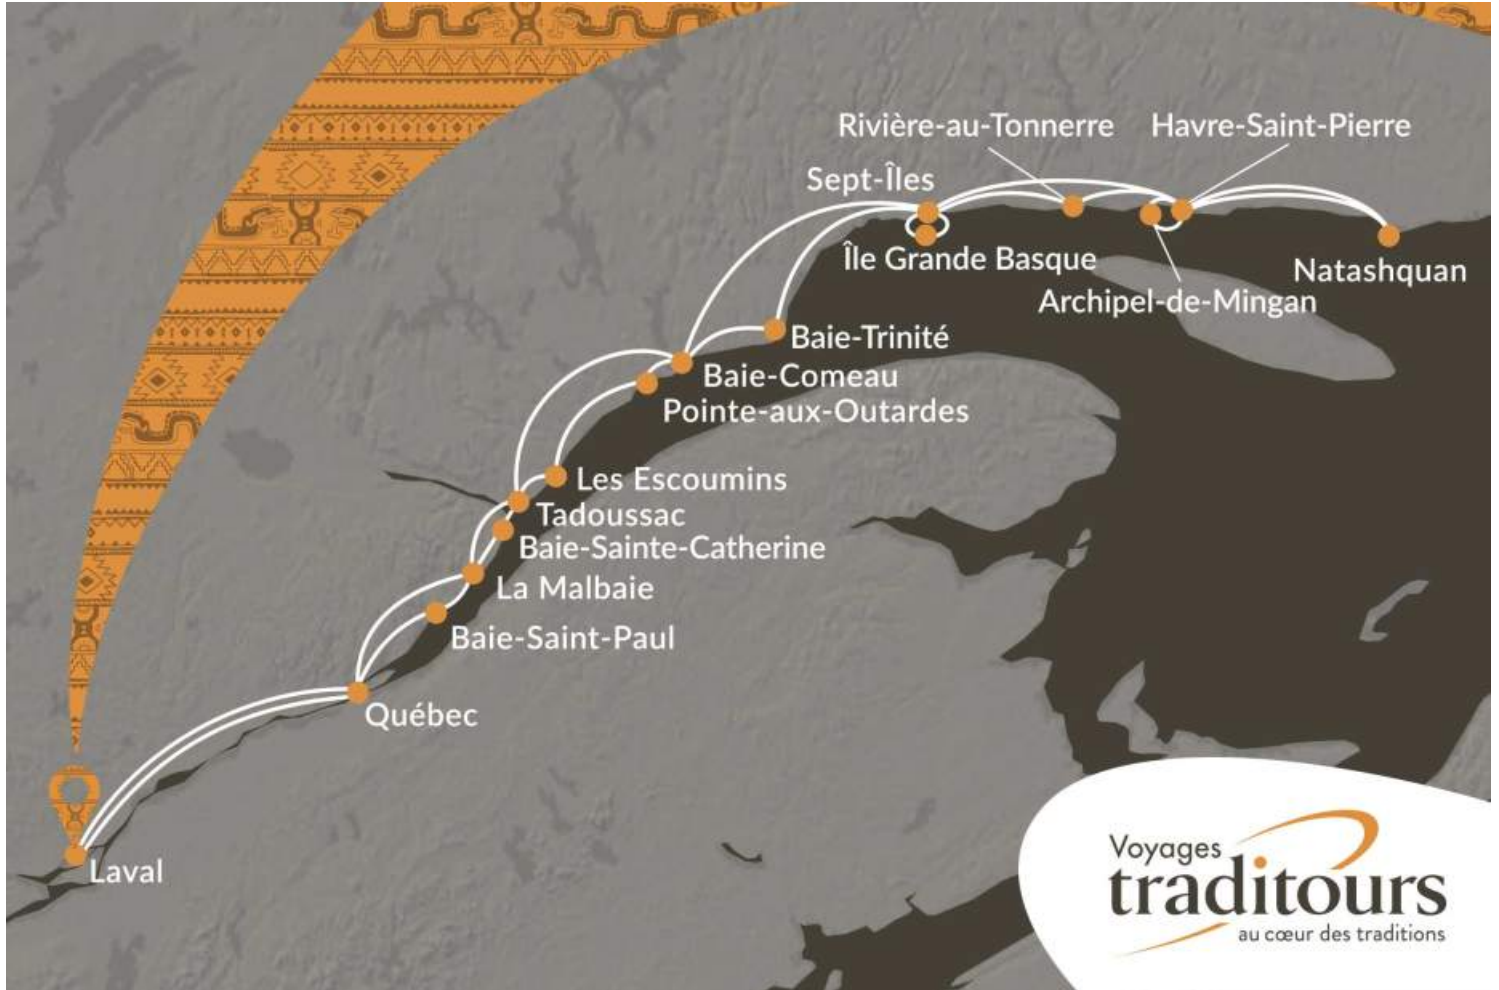 Rivière-au-Tonnerre
Havre-Saint-Pierre
Sept-Îles
Île Grande Basque
Natashquan
Archipel-de-Mingan
Baie-Trinité
Baie-Comeau
Pointe-aux-Outardes
Les Escoumins
Tadoussac
Baie-Sainte-Catherine
La Malbaie
Baie-Saint-Paul
Québec
Laval
Voyages
traditours
au cœur des traditions